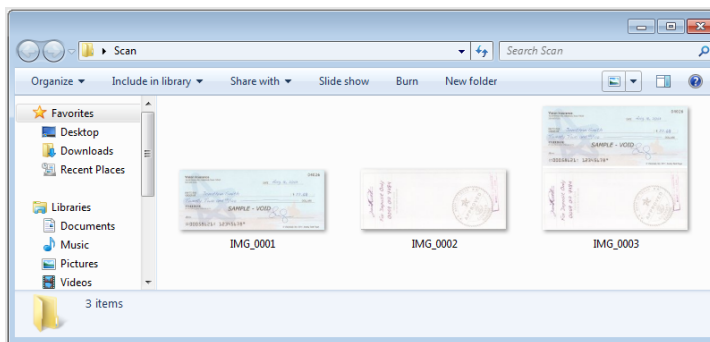 Scan
Search Scan
Organize
Include in library
Share with
Slide show
Burn
New folder
Favorites
Desktop
Downloads
Recent Places
Libraries
Documents
Music
Pictures
Videos
SAMPLE - VOID
IMG_0001
IMG_0002
SAMPLE - VOID
IMG_0003
3 items